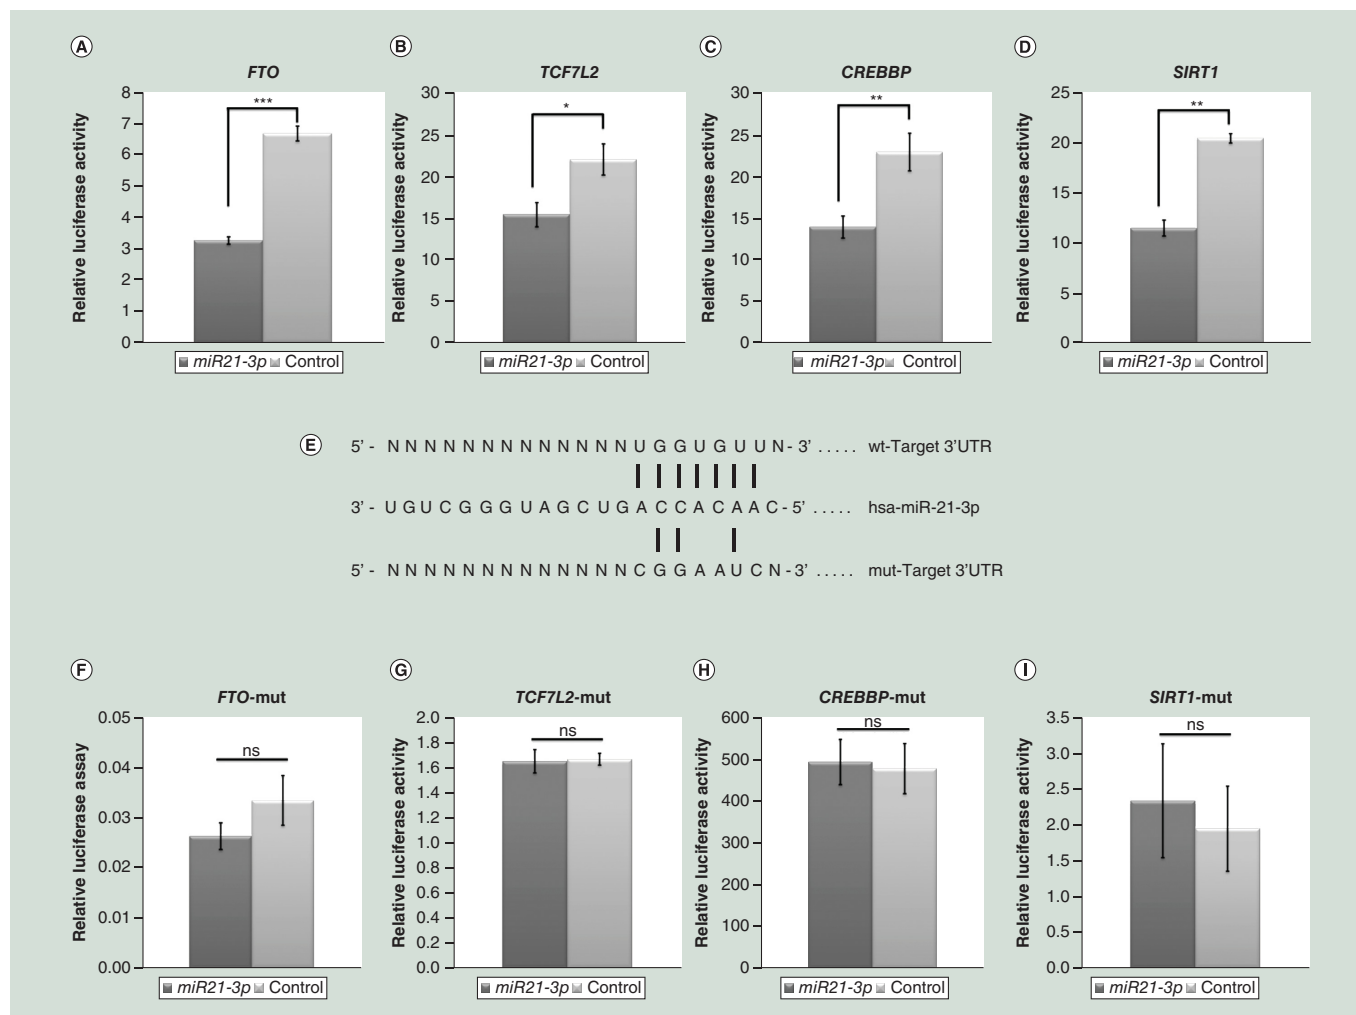 A
FTO
Relative luciferase activity
8
7
6
5
4
3
2
1
0
***
miR21-3p Control
B
TCF7L2
Relative luciferase activity
30
25
20
15
10
5
0
*
miR21-3p Control
C
CREBBP
Relative luciferase activity
30
25
20
15
10
5
0
**
miR21-3p Control
D
SIRT1
Relative luciferase activity
25
20
15
10
5
0
**
miR21-3p Control
E
5' - N N N N N N N N N N N N N U G G U G U U N - 3' ..... wt-Target 3'UTR
3' - U G U C G G G U A G C U G A C C A C A A C - 5' ..... hsa-miR-21-3p
5' - N N N N N N N N N N N N N C G G A A U C N - 3' ..... mut-Target 3'UTR
F
FTO-mut
Relative luciferase assay
0.05
0.04
0.03
0.02
0.01
0.00
ns
miR21-3p Control
G
TCF7L2-mut
Relative luciferase activity
2.0
1.8
1.6
1.4
1.2
1.0
0.8
0.6
0.4
0.2
0.0
ns
miR21-3p Control
H
CREBBP-mut
Relative luciferase activity
600
500
400
300
200
100
0
ns
miR21-3p Control
I
SIRT1-mut
Relative luciferase activity
3.5
3.0
2.5
2.0
1.5
1.0
0.5
0.0
ns
miR21-3p Control